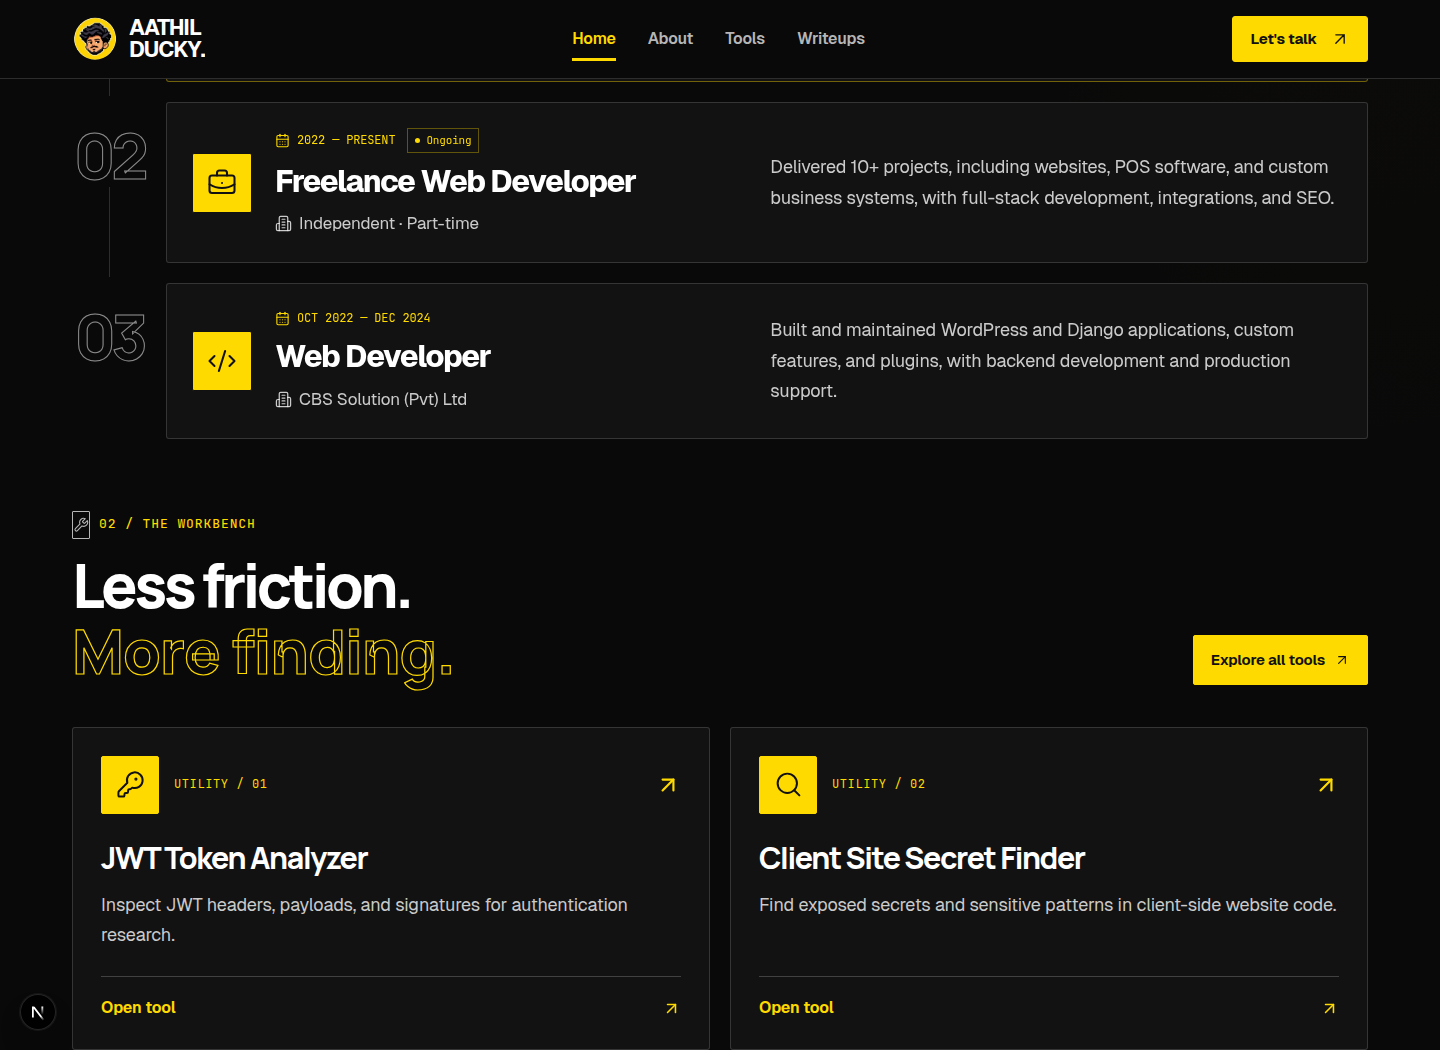 AATHIL
DUCKY.
Home About Tools Writeups
Let's talk
02
2022 — PRESENT
Ongoing
Freelance Web Developer
Independent · Part-time
Delivered 10+ projects, including websites, POS software, and custom
business systems, with full-stack development, integrations, and SEO.
03
OCT 2022 — DEC 2024
Web Developer
CBS Solution (Pvt) Ltd
Built and maintained WordPress and Django applications, custom
features, and plugins, with backend development and production
support.
02 / THE WORKBENCH
Less friction.
More finding.
Explore all tools
UTILITY / 01
JWT Token Analyzer
Inspect JWT headers, payloads, and signatures for authentication
research.
Open tool
UTILITY / 02
Client Site Secret Finder
Find exposed secrets and sensitive patterns in client-side website code.
Open tool
N